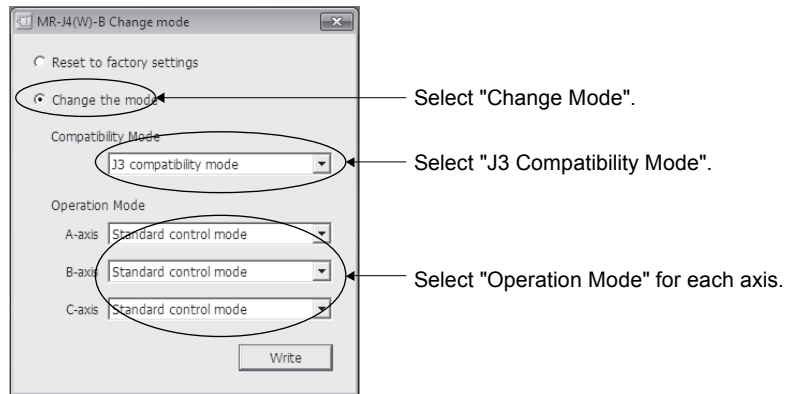 MR-J4(W)-B Change mode
Reset to factory settings
Change the mode
Select "Change Mode".
Compatibility Mode
J3 compatibility mode
Select "J3 Compatibility Mode".
Operation Mode
A-axis Standard control mode
B-axis Standard control mode
Select "Operation Mode" for each axis.
C-axis Standard control mode
Write